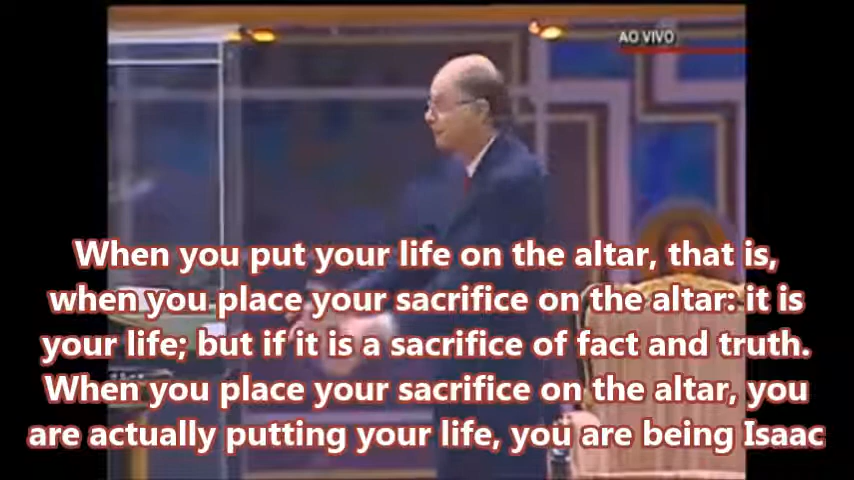 AO VIVO
When you put your life on the altar, that is,
when you place your sacrifice on the altar: it is
your life; but if it is a sacrifice of fact and truth.
When you place your sacrifice on the altar, you
are actually putting your life, you are being Isaac